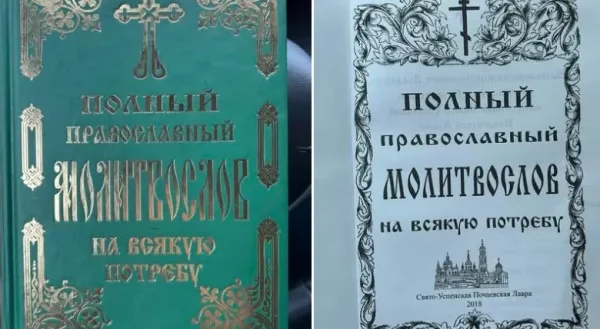 ПОЛНЫЙ
ПРАВОСЛАВНЫЙ
МОЛИТВОСЛОВ
НА ВСЯКУЮ
ПОТРЕБУ
ПОЛНЫЙ
ПРАВОСЛАВНЫЙ
МОЛИТВОСЛОВ
НА ВСЯКУЮ ПОТРЕБУ
Свято-Успенская Почаевская Лавра
2018